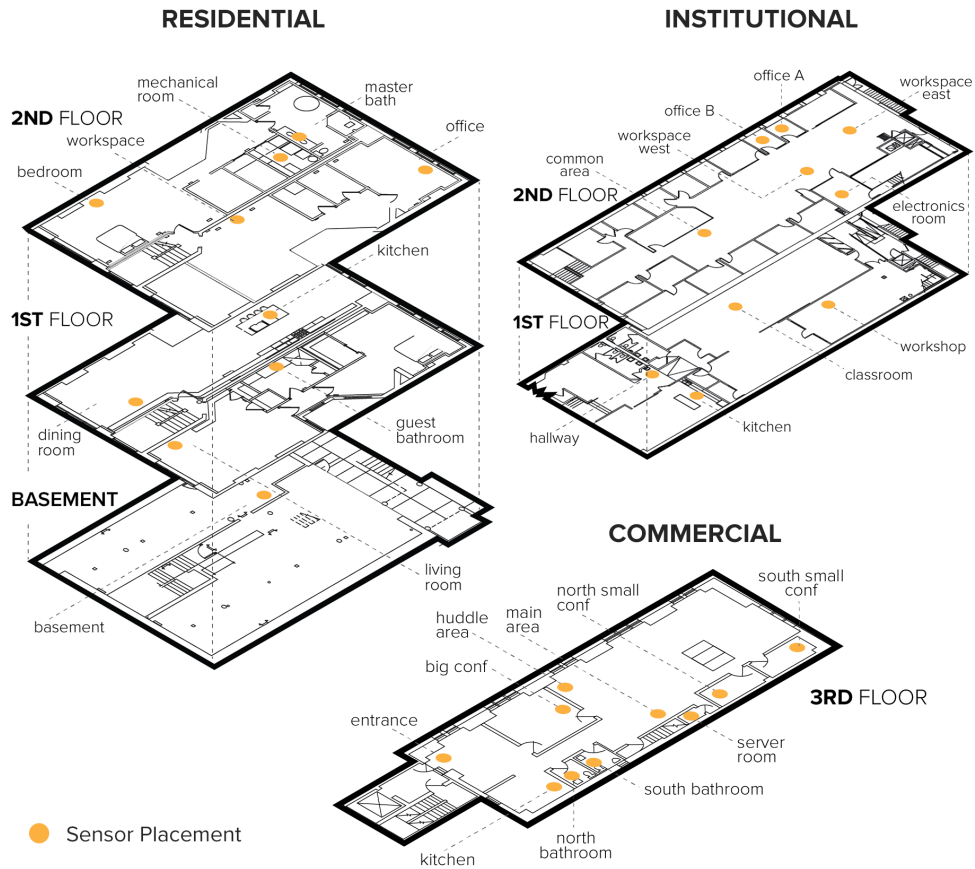 RESIDENTIAL
mechanical
room
master
bath
2ND FLOOR
workspace
office
bedroom
kitchen
1ST FLOOR
dining
room
guest
bathroom
BASEMENT
living
room
basement
INSTITUTIONAL
office A
workspace
east
office B
workspace
west
common
area
2ND FLOOR
electronics
room
1ST FLOOR
workshop
classroom
kitchen
hallway
COMMERCIAL
south small
conf
north small
conf
main
area
huddle
area
big conf
3RD FLOOR
entrance
server
room
south bathroom
north
bathroom
kitchen
Sensor Placement